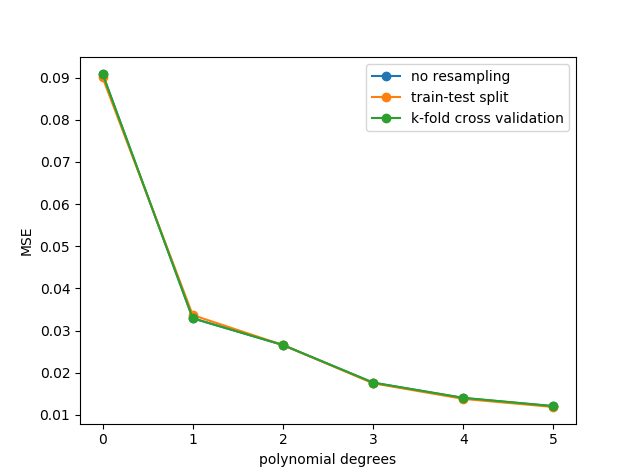 no resampling
train-test split
k-fold cross validation
0.09
0.08
0.07
0.06
0.05
0.04
0.03
0.02
0.01
MSE
0 1 2 3 4 5
polynomial degrees